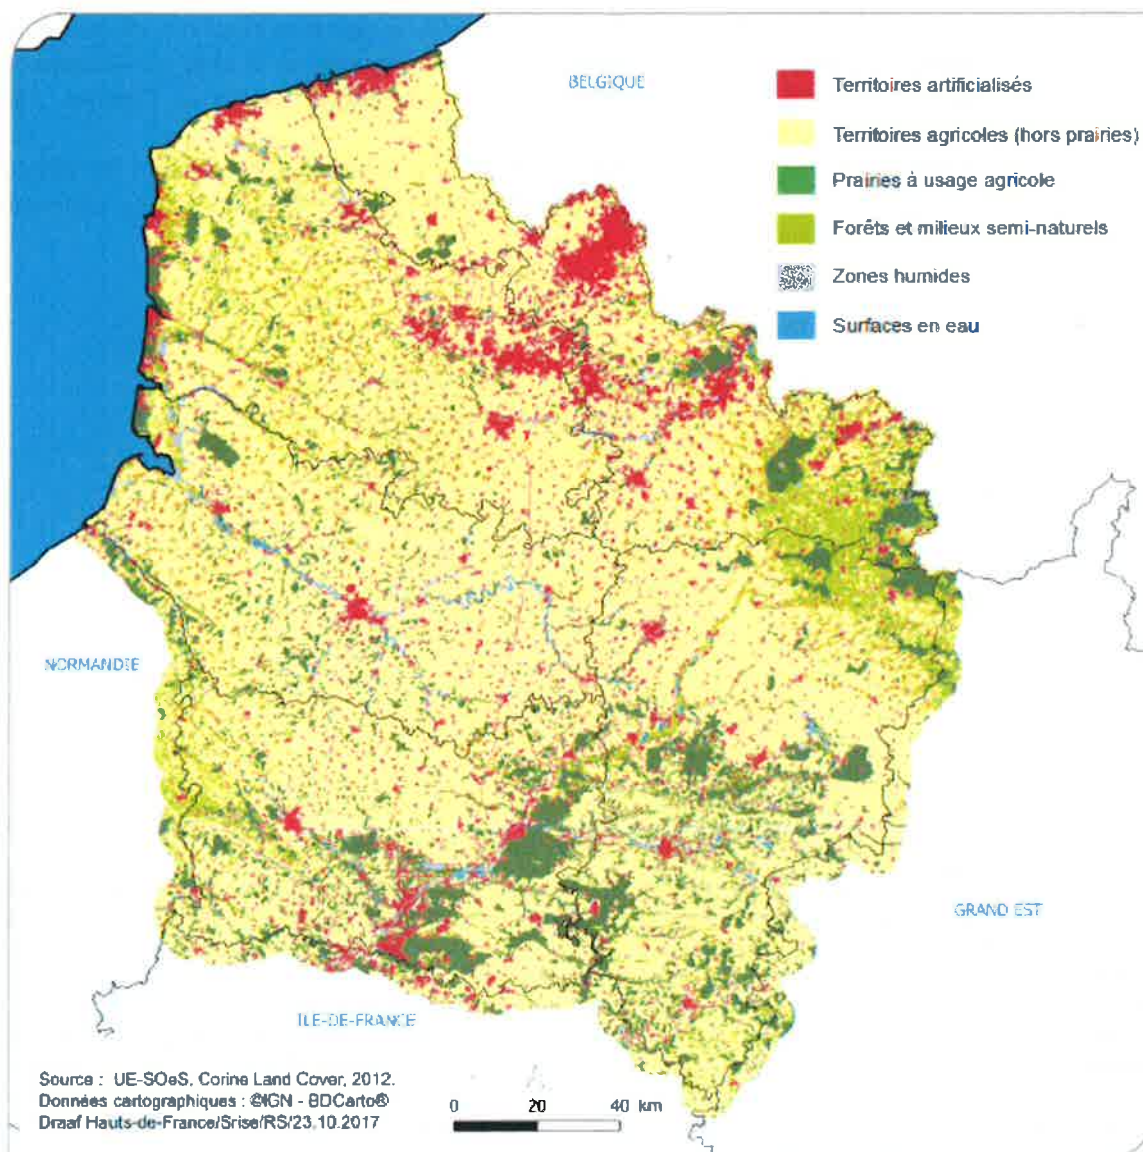 BELGIQUE
Territoires artificialisés
Territoires agricoles (hors prairies)
Prairies à usage agricole
Forêts et milieux semi-naturels
Zones humides
Surfaces en eau
NORMANDIE
GRAND EST
ILE-DE-FRANCE
Source : UE-SOeS, Corine Land Cover, 2012.
Données cartographiques : ©IGN - BDCarto®
Draaf Hauts-de-France/Srise/RS/23.10.2017
0 20 40 km